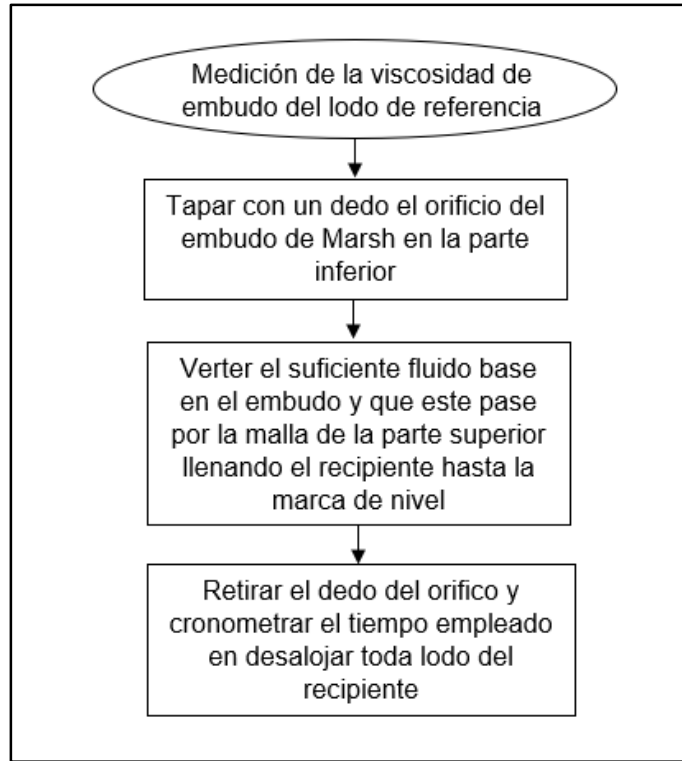 Medición de la viscosidad de
embudo del lodo de referencia
Tapar con un dedo el orificio del
embudo de Marsh en la parte
inferior
Verter el suficiente fluido base
en el embudo y que este pase
por la malla de la parte superior
llenando el recipiente hasta la
marca de nivel
Retirar el dedo del orifico y
cronometrar el tiempo empleado
en desalojar toda lodo del
recipiente